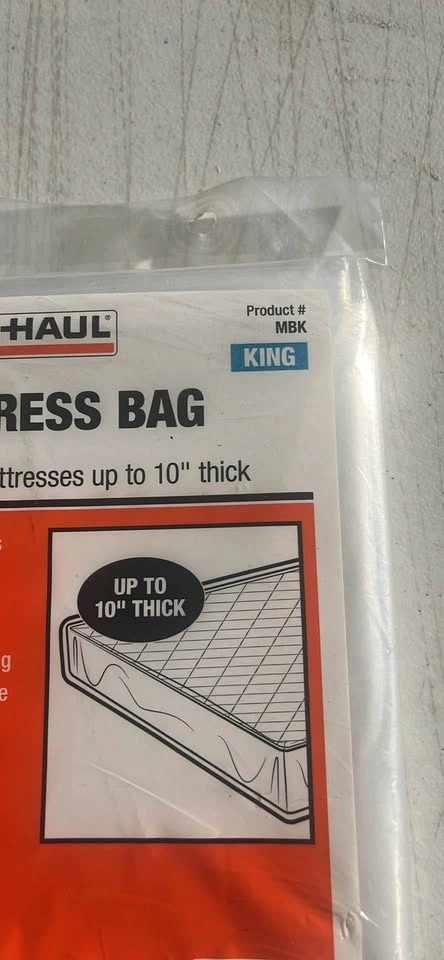 -HAUL®
Product #
MBK
KING
RESS BAG
ttresses up to 10" thick
s
UP TO
10" THICK
g
e